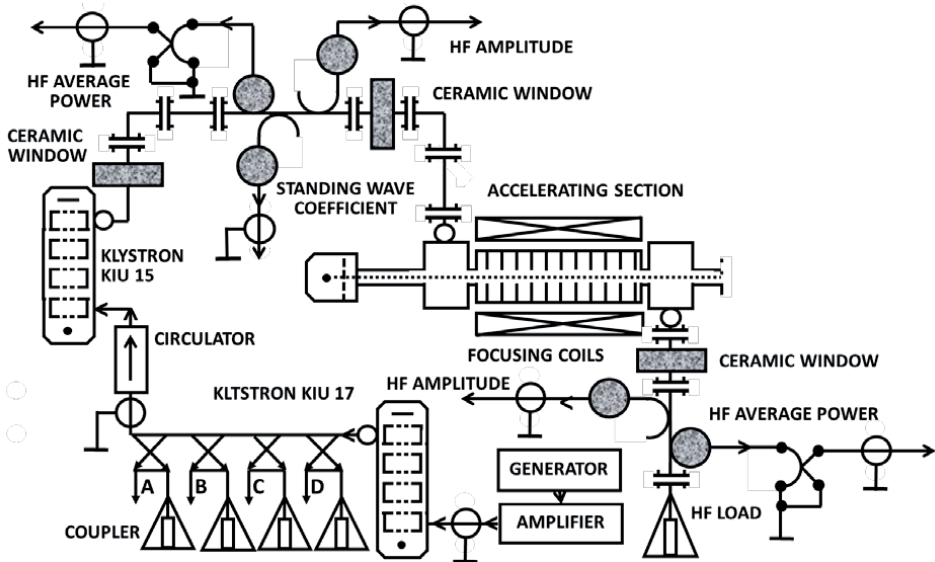 HF AMPLITUDE
HF AVERAGE
POWER
CERAMIC WINDOW
CERAMIC
WINDOW
STANDING WAVE
COEFFICIENT
ACCELERATING SECTION
KLYSTRON
KIU 15
CIRCULATOR
FOCUSING COILS
CERAMIC WINDOW
KLTSTRON KIU 17
HF AMPLITUDE
HF AVERAGE POWER
GENERATOR
A B C D
AMPLIFIER
HF LOAD
COUPLER